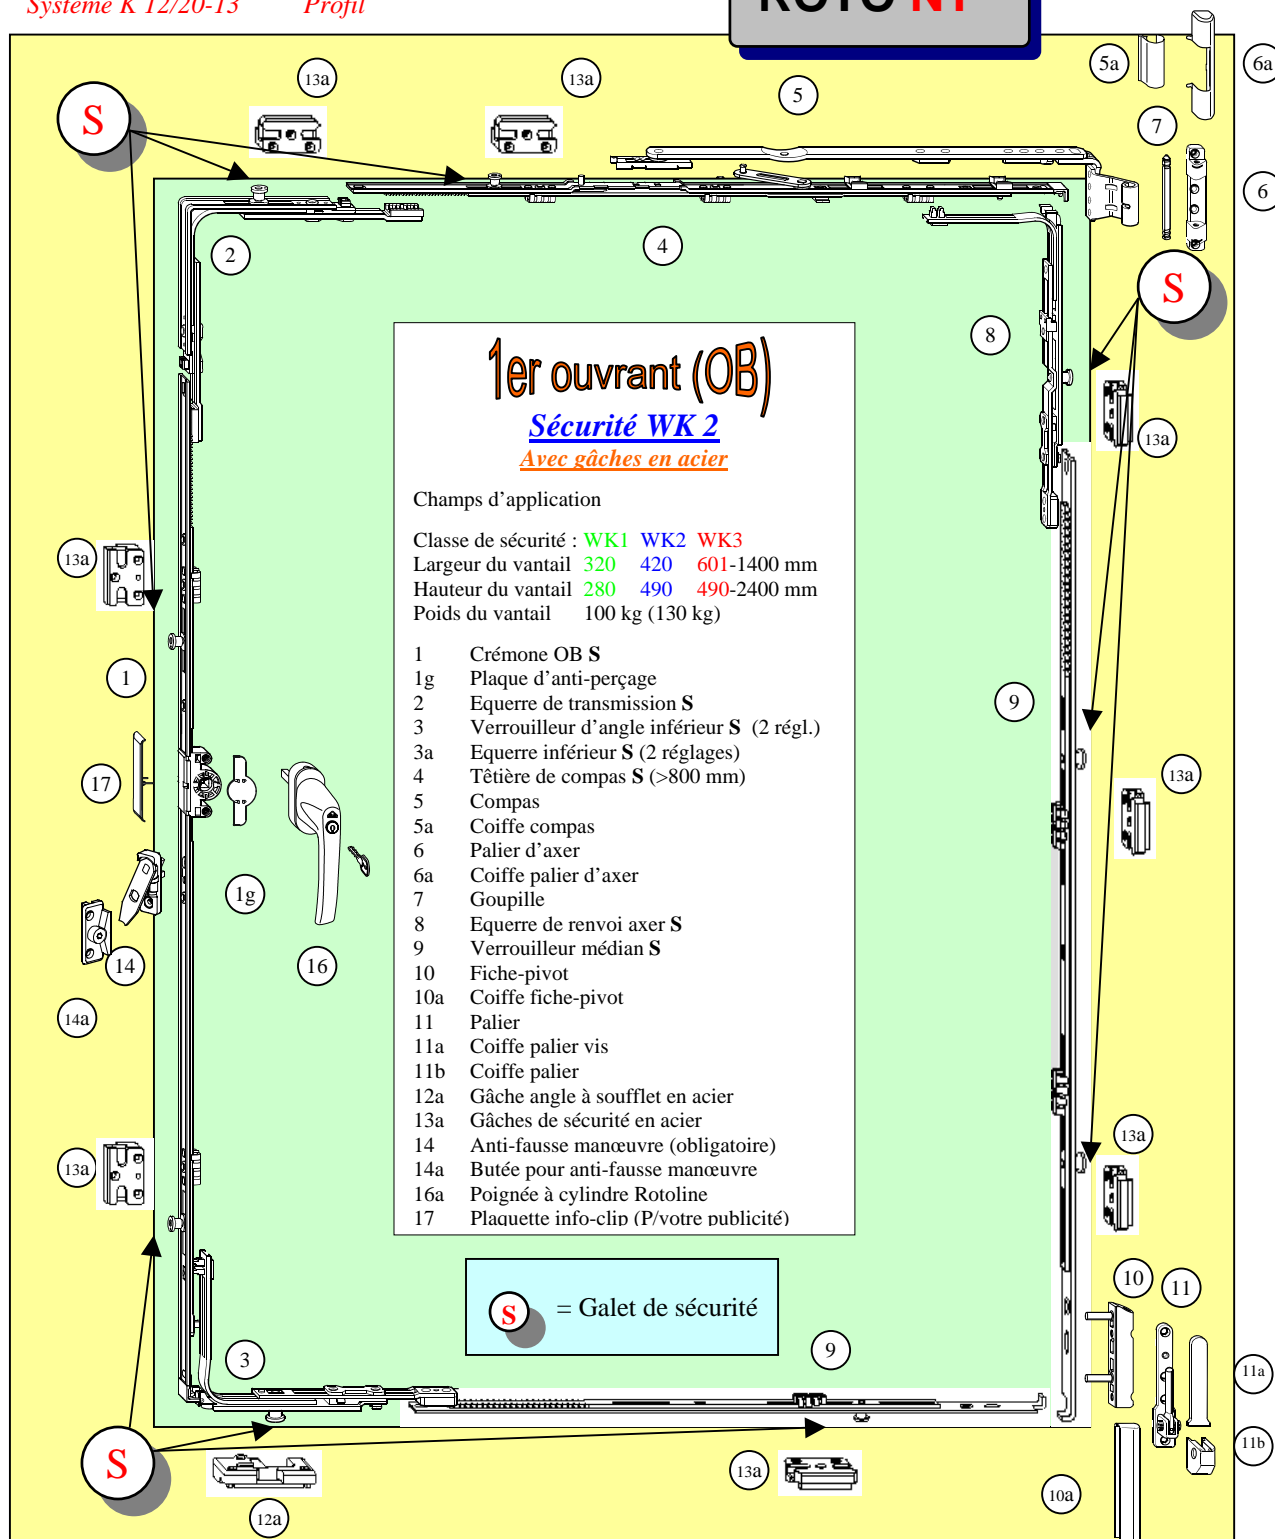 Système K 12/20-13 Profil
ROTO NT
13a
13a
5
5a
6a
S
7
6
2
4
S
8
1er ouvrant (OB)
Sécurité WK 2
Avec gâches en acier
13a
Champs d’application
Classe de sécurité : WK1 WK2 WK3
Largeur du vantail 320 420 601-1400 mm
Hauteur du vantail 280 490 490-2400 mm
Poids du vantail 100 kg (130 kg)
13a
1 Crémone OB S
1g Plaque d’anti-perçage
2 Equerre de transmission S
3 Verrouilleur d’angle inférieur S (2 régl.)
3a Equerre inférieur S (2 réglages)
4 Têtière de compas S (>800 mm)
5 Compas
5a Coiffe compas
6 Palier d’axer
6a Coiffe palier d’axer
7 Goupille
8 Equerre de renvoi axer S
9 Verrouilleur médian S
10 Fiche-pivot
10a Coiffe fiche-pivot
11 Palier
11a Coiffe palier vis
11b Coiffe palier
12a Gâche angle à soufflet en acier
13a Gâches de sécurité en acier
14 Anti-fausse manœuvre (obligatoire)
14a Butée pour anti-fausse manœuvre
16a Poignée à cylindre Rotoline
17 Plaquette info-clip (P/votre publicité)
1
9
17
13a
1g
14
16
14a
13a
13a
S = Galet de sécurité
10
11
3
9
11a
11b
S
13a
10a
12a